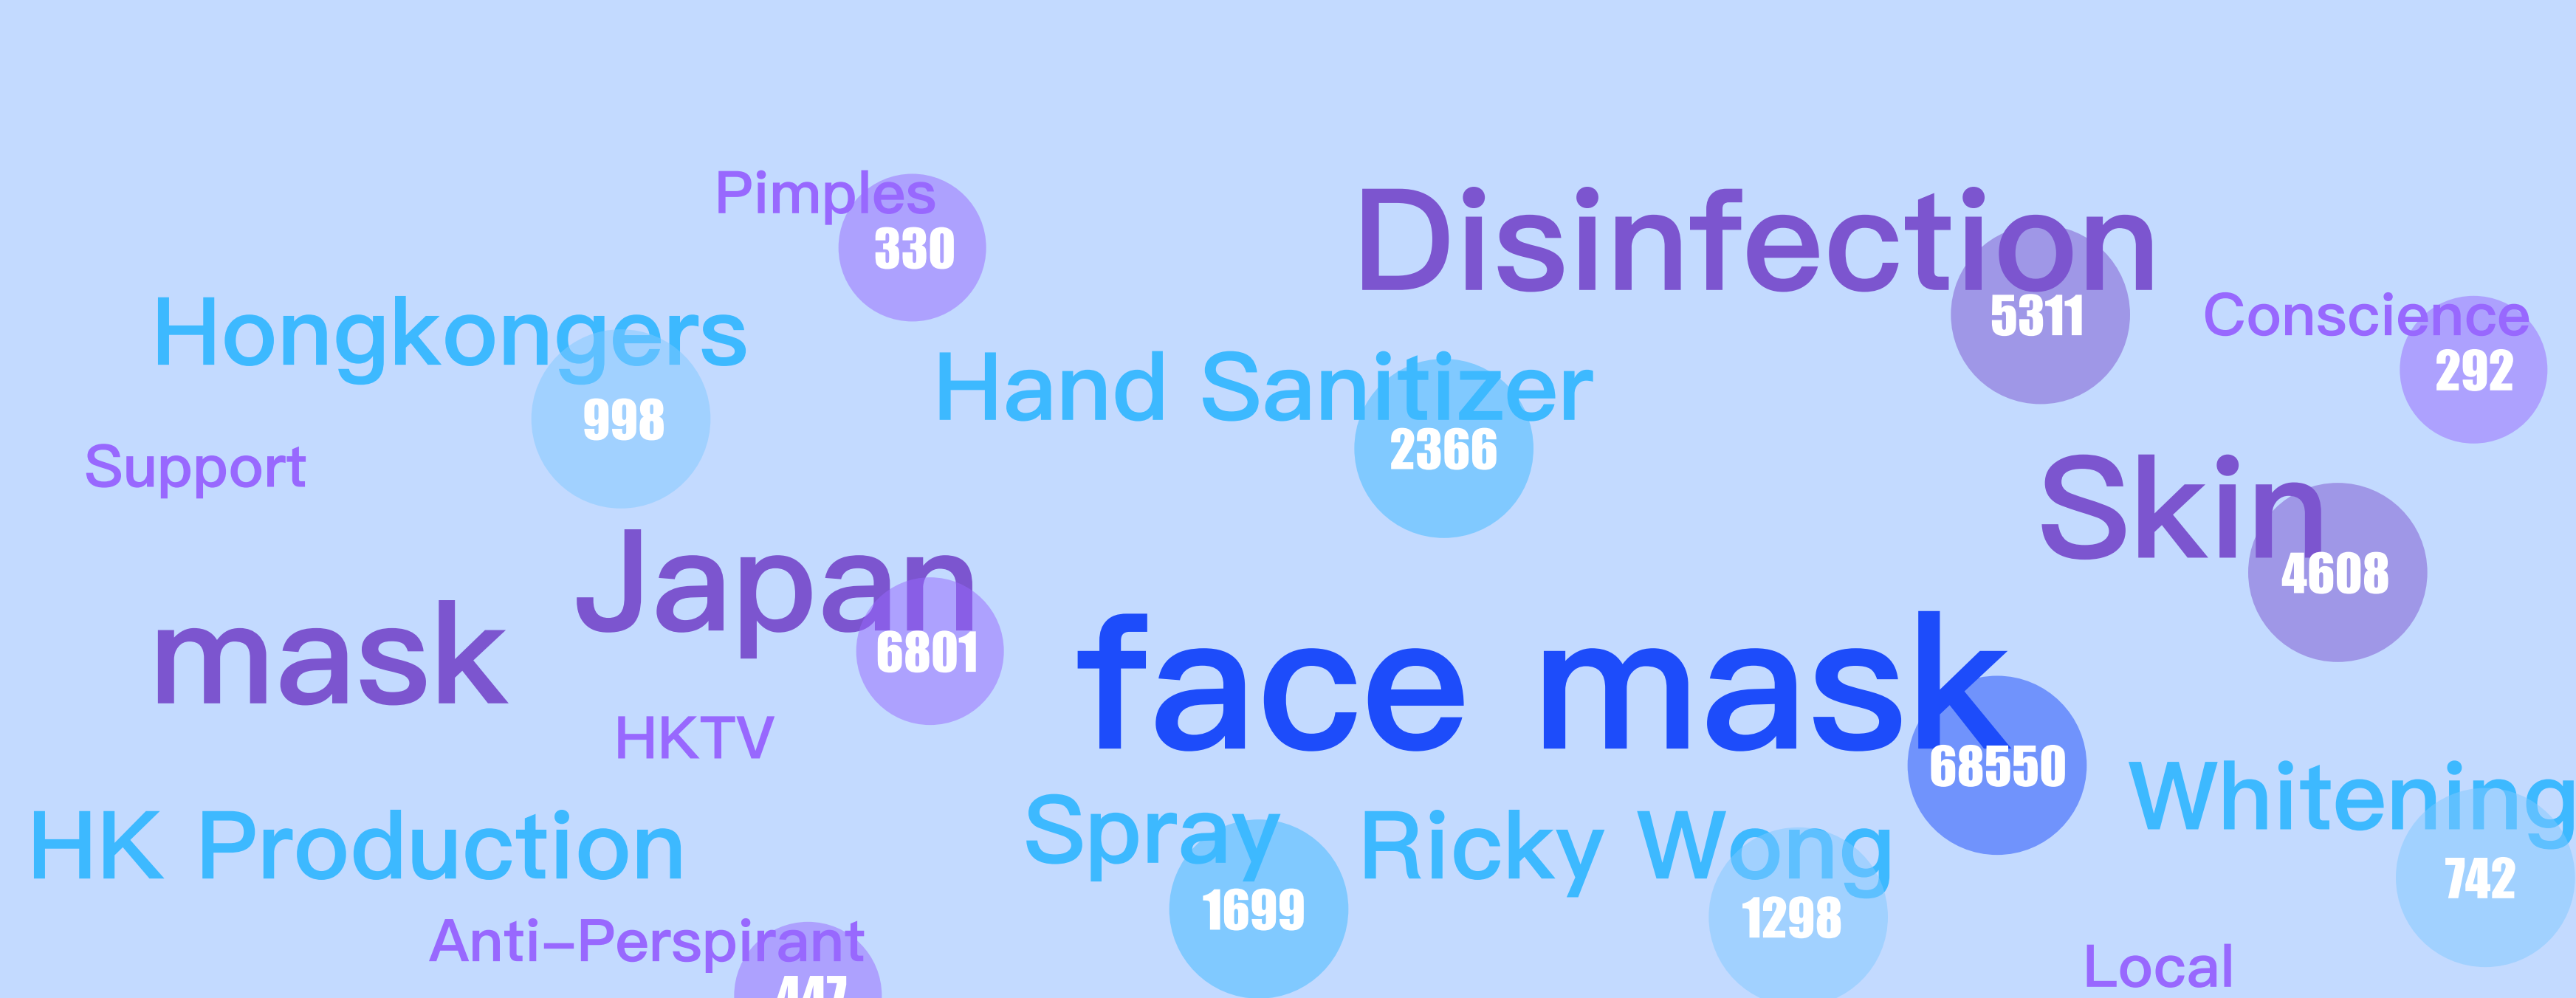 Pimples
330
Disinfection
5311
Hongkongers
998
Conscience
292
Hand Sanitizer
2366
Support
Skin
4608
Japan
6801
mask
face mask
68550
HKTV
Whitening
742
HK Production
Spray
1699
Ricky Wong
1298
Anti-Perspirant
447
Local